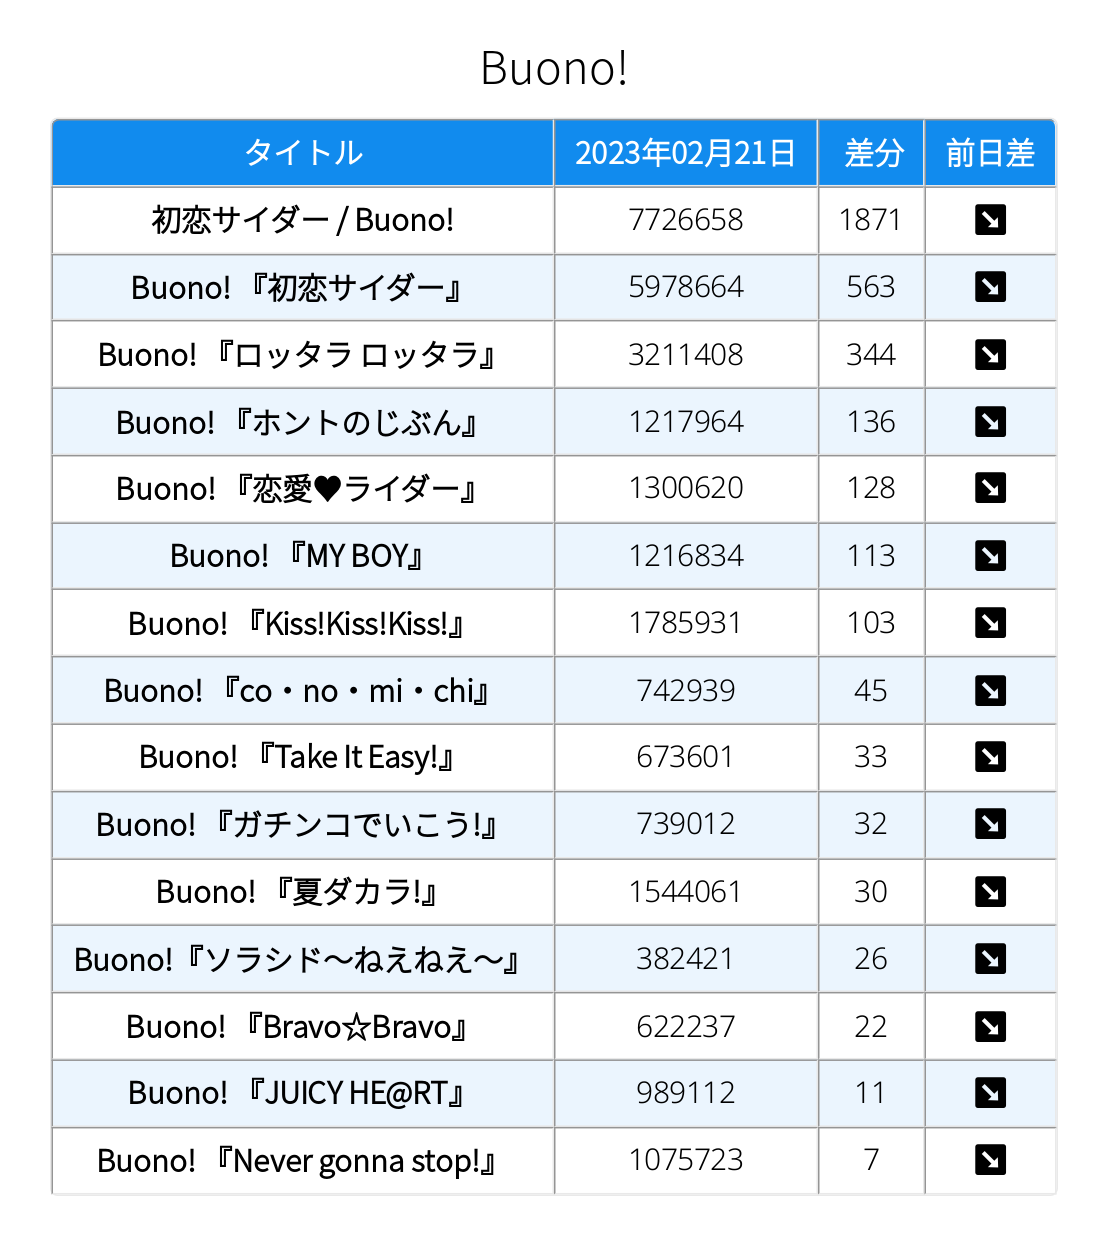 Buono!
タイトル 2023年02月21日 差分 前日差
初恋サイダー / Buono! 7726658 1871 ↘
Buono! 『初恋サイダー』 5978664 563 ↘
Buono! 『ロッタラ ロッタラ』 3211408 344 ↘
Buono! 『ホントのじぶん』 1217964 136 ↘
Buono! 『恋愛♥ライダー』 1300620 128 ↘
Buono! 『MY BOY』 1216834 113 ↘
Buono! 『Kiss!Kiss!Kiss!』 1785931 103 ↘
Buono! 『co・no・mi・chi』 742939 45 ↘
Buono! 『Take It Easy!』 673601 33 ↘
Buono! 『ガチンコでいこう!』 739012 32 ↘
Buono! 『夏ダカラ!』 1544061 30 ↘
Buono!『ソラシド～ねえねえ～』 382421 26 ↘
Buono! 『Bravo☆Bravo』 622237 22 ↘
Buono! 『JUICY HE@RT』 989112 11 ↘
Buono! 『Never gonna stop!』 1075723 7 ↘